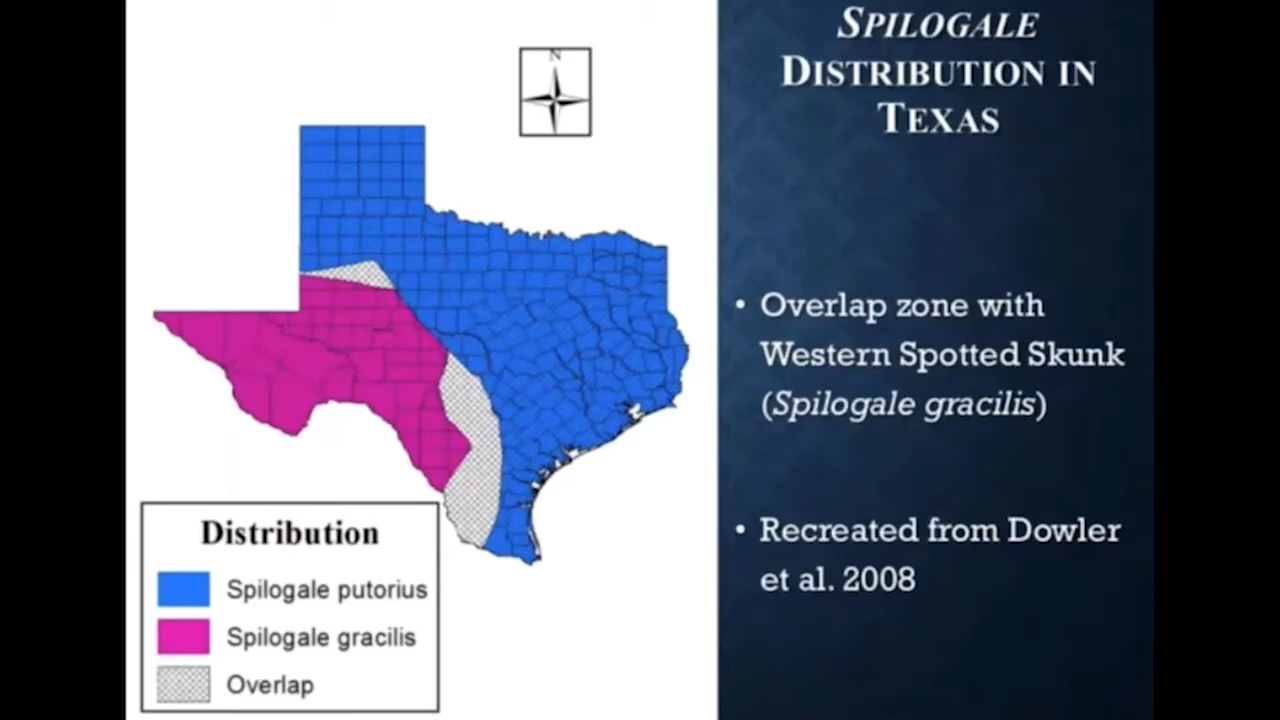 SPILOGALE
DISTRIBUTION IN
TEXAS
N
• Overlap zone with
Western Spotted Skunk
(Spilogale gracilis)
• Recreated from Dowler
et al. 2008
Distribution
Spilogale putorius
Spilogale gracilis
Overlap